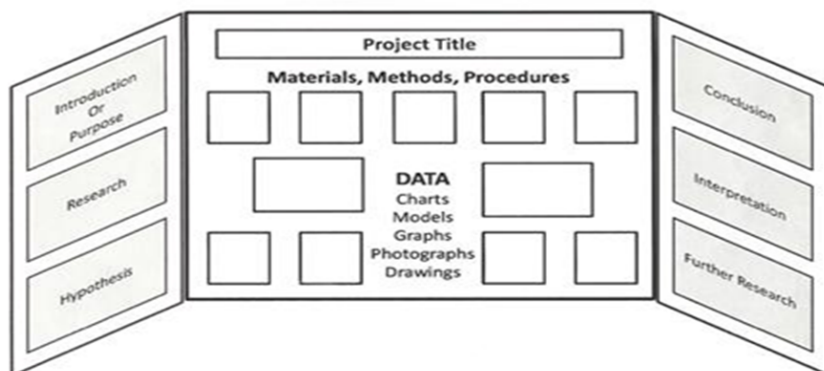 Introduction
Or
Purpose
Research
Hypothesis
Project Title
Materials, Methods, Procedures
DATA
Charts
Models
Graphs
Photographs
Drawings
Conclusion
Interpretation
Further Research